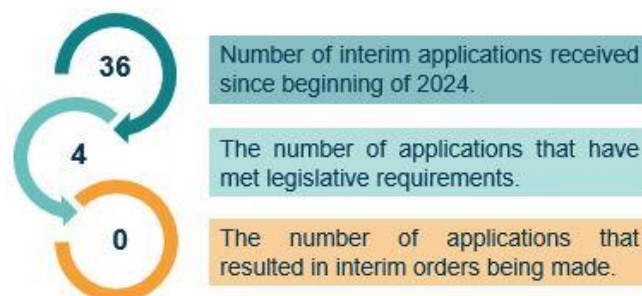 36
Number of interim applications received
since beginning of 2024.
4
The number of applications that have
met legislative requirements.
0
The number of applications that
resulted in interim orders being made.